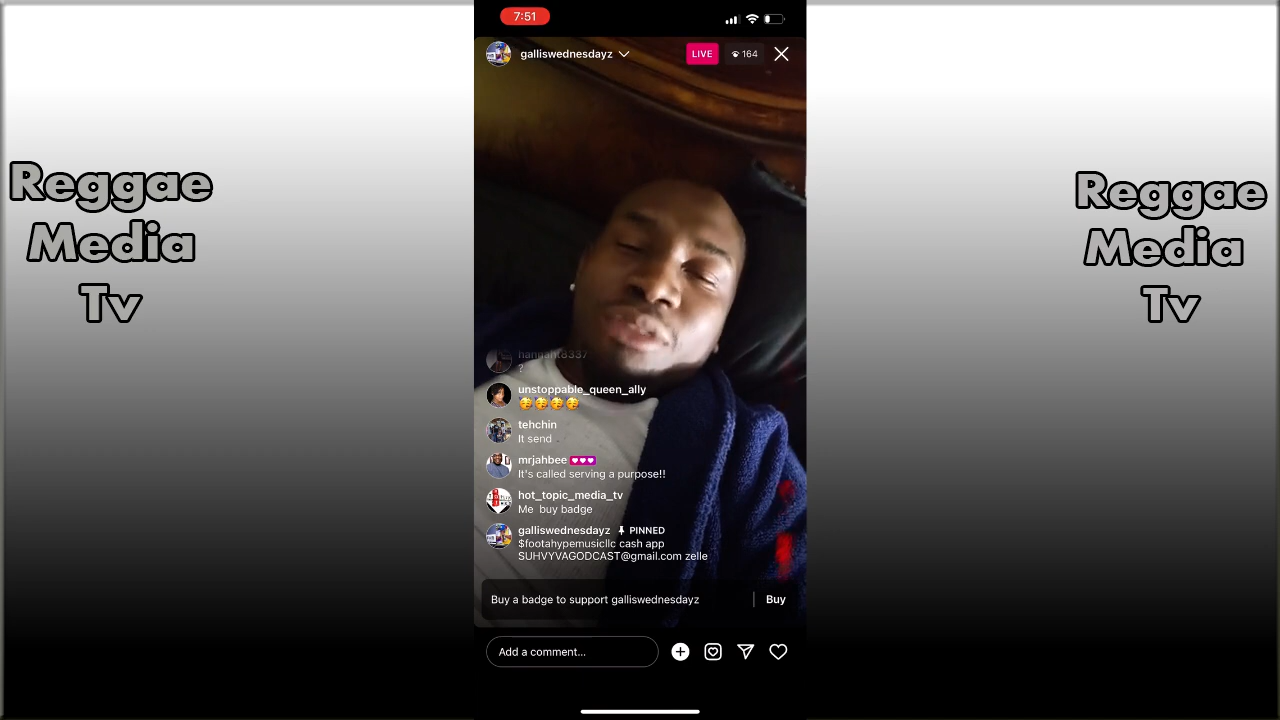 7:51
galliswednesdayz
LIVE
164
Reggae
Media
Tv
Reggae
Media
Tv
hannaht8337
?
unstoppable_queen_ally
🥳🥳🥳🥳
tehchin
It send
mrjahbee
It's called serving a purpose!!
hot_topic_media_tv
Me buy badge
galliswednesdayz PINNED
$footahypemusicllc cash app
SUHVYVAGODCAST@gmail.com zelle
Buy a badge to support galliswednesdayz
Buy
Add a comment...